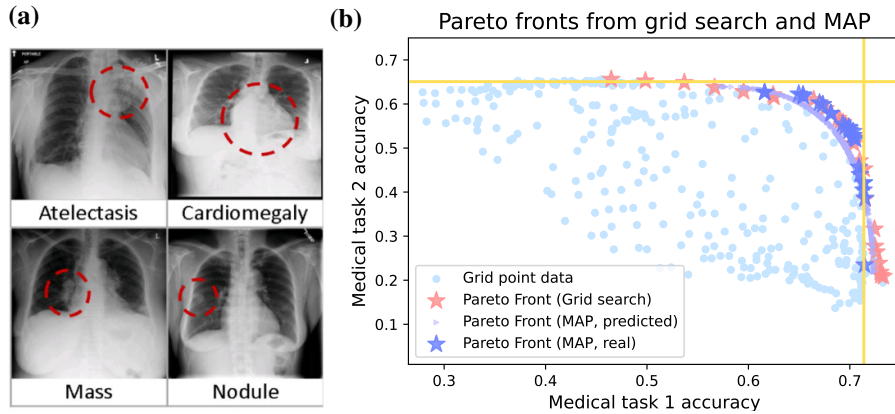 (a)
PORTABLE
L
Atelectasis
Cardiomegaly
L
Mass
Nodule
(b)
Pareto fronts from grid search and MAP
Medical task 2 accuracy
0.7
0.6
0.5
0.4
0.3
0.2
0.1
Grid point data
Pareto Front (Grid search)
Pareto Front (MAP, predicted)
Pareto Front (MAP, real)
0.3 0.4 0.5 0.6 0.7
Medical task 1 accuracy